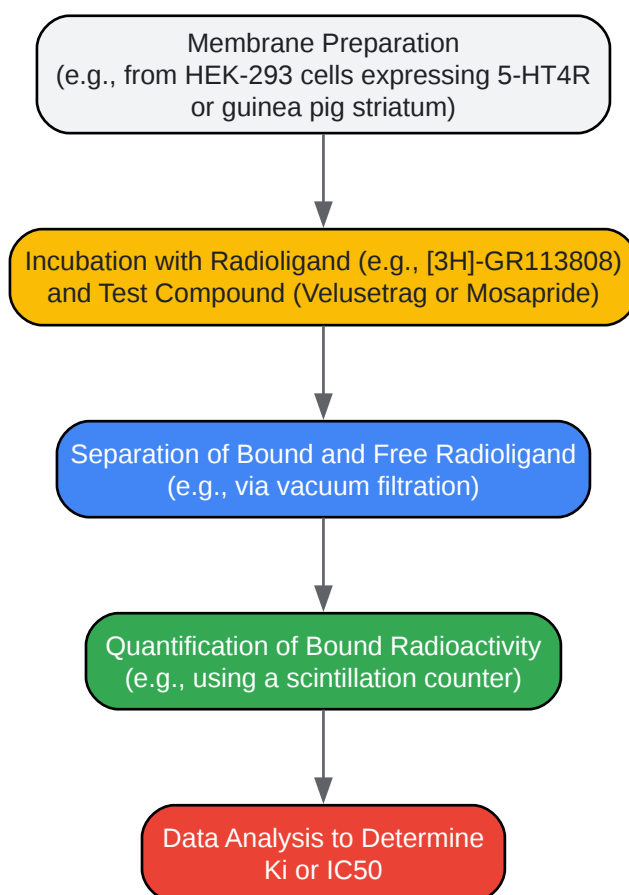 Membrane Preparation
(e.g., from HEK-293 cells expressing 5-HT4R
or guinea pig striatum)
Incubation with Radioligand (e.g., [3H]-GR113808)
and Test Compound (Velusetrag or Mosapride)
Separation of Bound and Free Radioligand
(e.g., via vacuum filtration)
Quantification of Bound Radioactivity
(e.g., using a scintillation counter)
Data Analysis to Determine
Ki or IC50